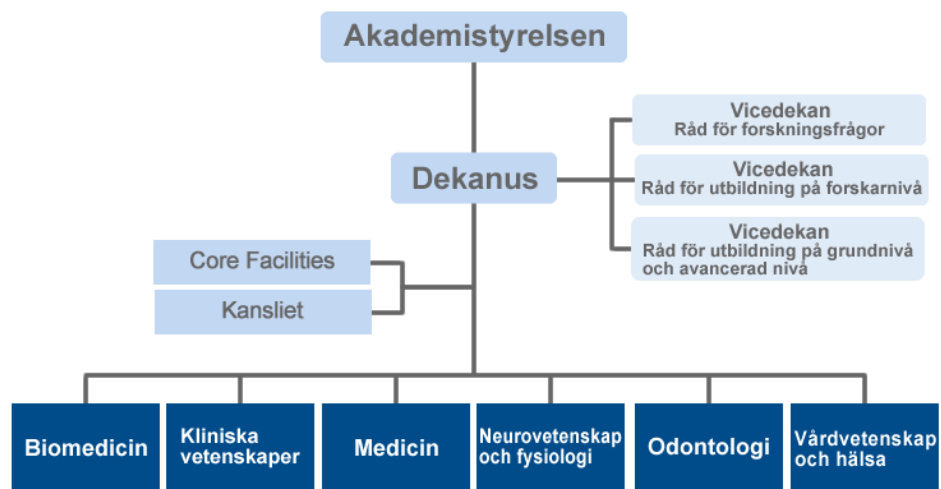 Akademistyrelsen
Vicedekan
Råd för forskningsfrågor
Dekanus
Vicedekan
Råd för utbildning på forskarnivå
Vicedekan
Råd för utbildning på grundnivå
och avancerad nivå
Core Facilities
Kansliet
Biomedicin
Kliniska
vetenskaper
Medicin
Neurovetenskap
och fysiologi
Odontologi
Vårdvetenskap
och hälsa